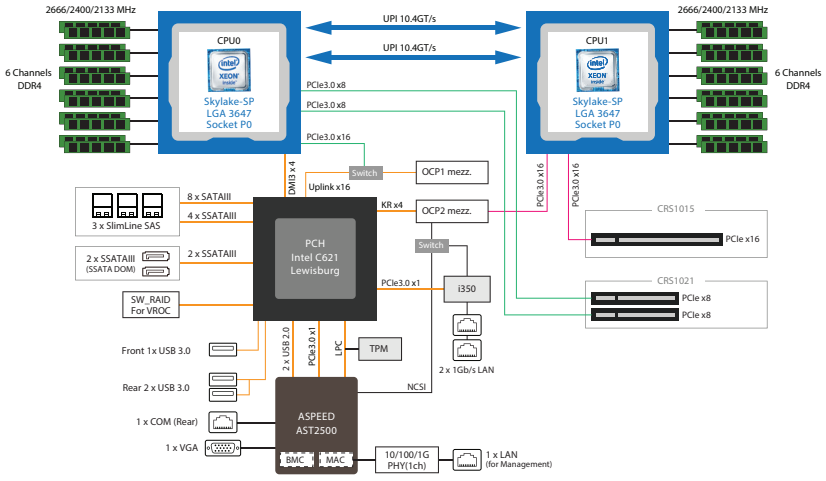 2666/2400/2133 MHz
6 Channels
DDR4
CPU0
intel
XEON
inside
Skylake-SP
LGA 3647
Socket P0
UPI 10.4GT/s
UPI 10.4GT/s
CPU1
intel
XEON
inside
Skylake-SP
LGA 3647
Socket P0
2666/2400/2133 MHz
6 Channels
DDR4
PCIe3.0 x8
PCIe3.0 x8
PCIe3.0 x16
Switch
DMI3 x 4
Uplink x16
OCP1 mezz.
KR x4
OCP2 mezz.
PCIe3.0 x16
PCIe3.0 x16
CRS1015
PCIe x16
CRS1021
PCIe x8
PCIe x8
8 x SATAIII
4 x SSATAIII
3 x SlimLine SAS
2 x SSATAIII
(SSATA DOM)
2 x SSATAIII
SW_RAID
For VROC
PCH
Intel C621
Lewisburg
Switch
PCIe3.0 x1
i350
2 x 1Gb/s LAN
Front 1x USB 3.0
Rear 2 x USB 3.0
2 x USB 2.0
PCIe3.0 x1
LPC
TPM
NCSI
1 x COM (Rear)
1 x VGA
ASPEED
AST2500
BMC
MAC
10/100/1G
PHY(1ch)
1 x LAN
(for Management)